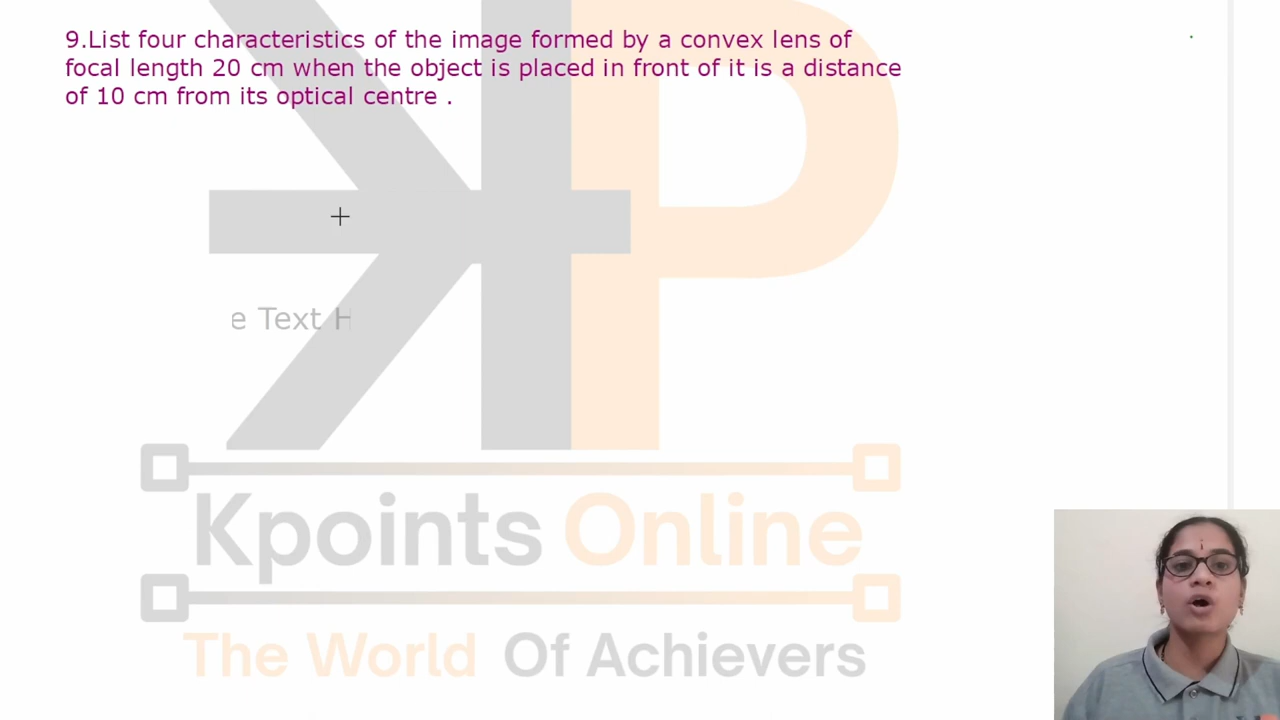 9.List four characteristics of the image formed by a convex lens of
focal length 20 cm when the object is placed in front of it is a distance
of 10 cm from its optical centre .
KP
e Text H
Kpoints Online
The World Of Achievers